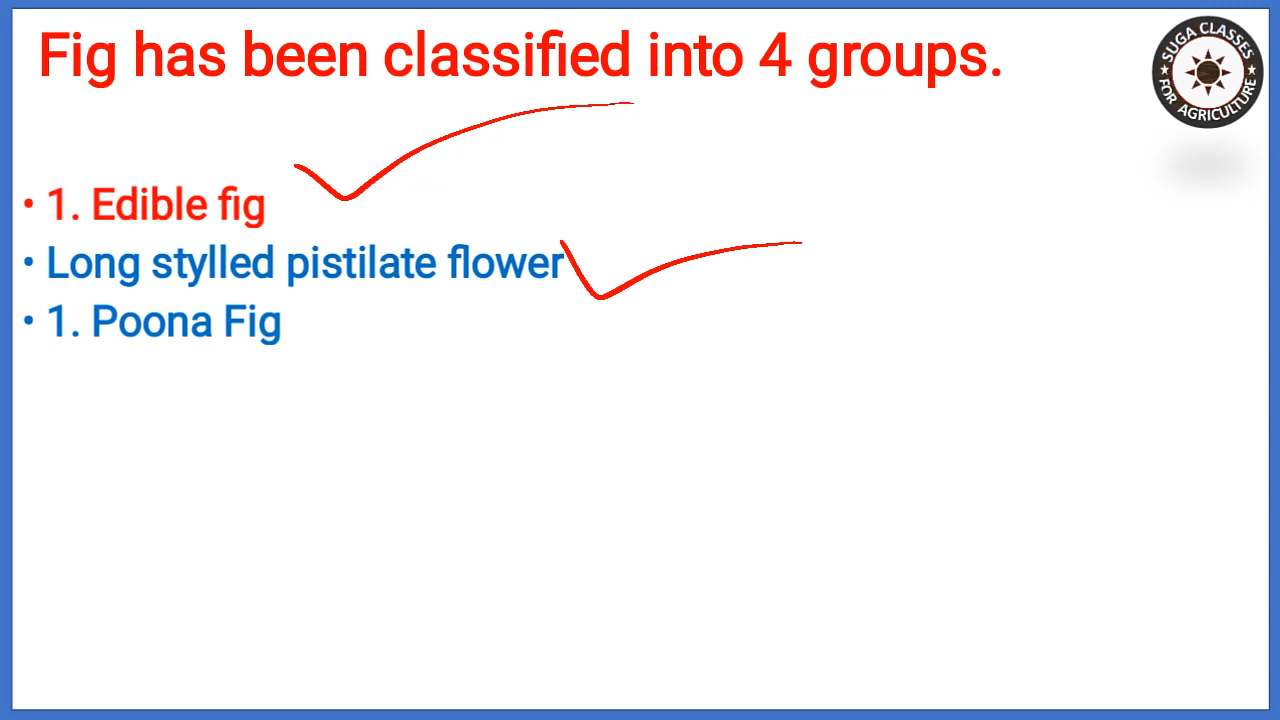 Fig has been classified into 4 groups.
SUGA CLASSES
FOR AGRICULTURE
• 1. Edible fig
• Long stylled pistilate flower
• 1. Poona Fig